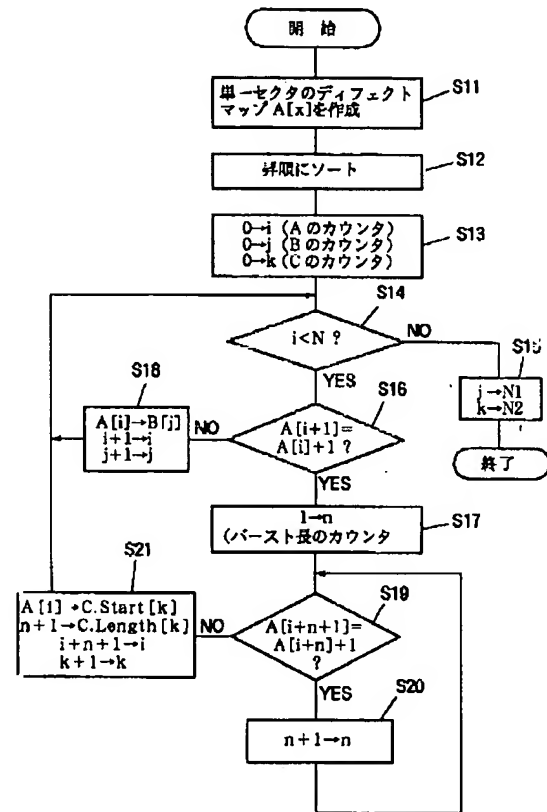 開 始
単一セクタのディフェクト
マップ A[x]を作成
S11
昇順にソート
S12
0→i (A のカウンタ)
0→j (B のカウンタ)
0→k (C のカウンタ)
S13
S14
i<N ?
NO
YES
S15
j→N1
k→N2
終了
S18
A[i]→B[j]
i+1→i
j+1→j
S16
A[i+1]=
A[i]+1 ?
NO
YES
1→n
(バースト長のカウンタ
S17
S21
A[i]→C.Start[k]
n+1→C.Length[k]
i+n+1→i
k+1→k
S19
A[i+n+1]=
A[i+n]+1
?
NO
YES
S20
n+1→n